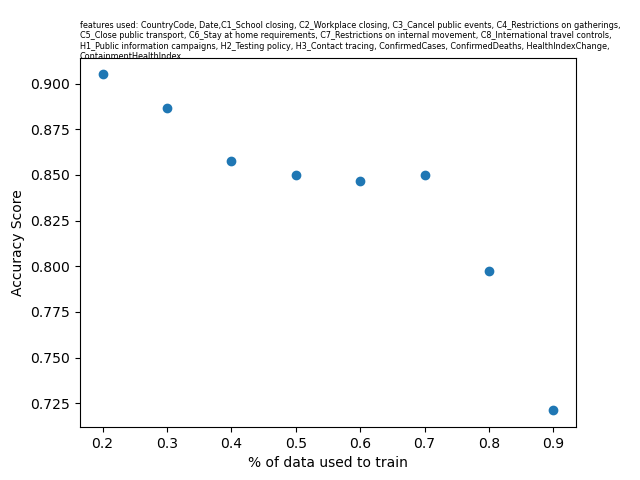 features used: CountryCode, Date,C1_School closing, C2_Workplace closing, C3_Cancel public events, C4_Restrictions on gatherings,
C5_Close public transport, C6_Stay at home requirements, C7_Restrictions on internal movement, C8_International travel controls,
H1_Public information campaigns, H2_Testing policy, H3_Contact tracing, ConfirmedCases, ConfirmedDeaths, HealthIndexChange,
ContainmentHealthIndex
0.900
0.875
0.850
0.825
0.800
0.775
0.750
0.725
Accuracy Score
0.2 0.3 0.4 0.5 0.6 0.7 0.8 0.9
% of data used to train